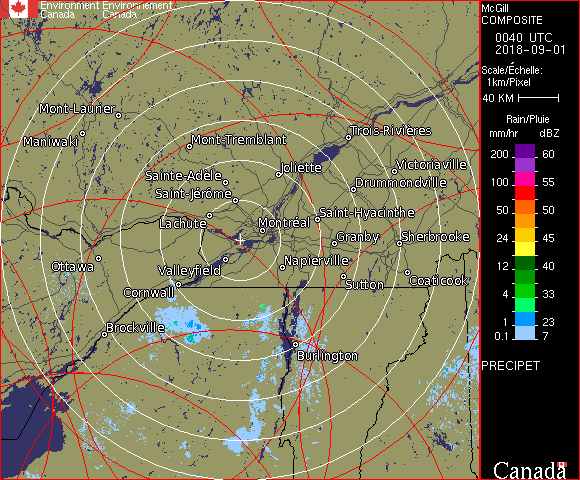 Environment Environnement
Canada Canada
McGill
COMPOSITE
0040 UTC
2018-09-01
Scale/Échelle:
1km/Pixel
40 KM
Rain/Pluie
mm/hr dBZ
200 60
100 55
50 50
24 45
12 40
4 33
1 23
0.1 7
PRECIPET
Canada
Mont-Laurier
Maniwaki
Mont-Tremblant
Trois-Rivières
Joliette
Victoriaville
Sainte-Adèle
Drummondville
Saint-Jérôme
Saint-Hyacinthe
Lachute
Montréal
Granby
Sherbrooke
Ottawa
Valleyfield
Napierville
Sutton
Coaticook
Cornwall
Brockville
Burlington